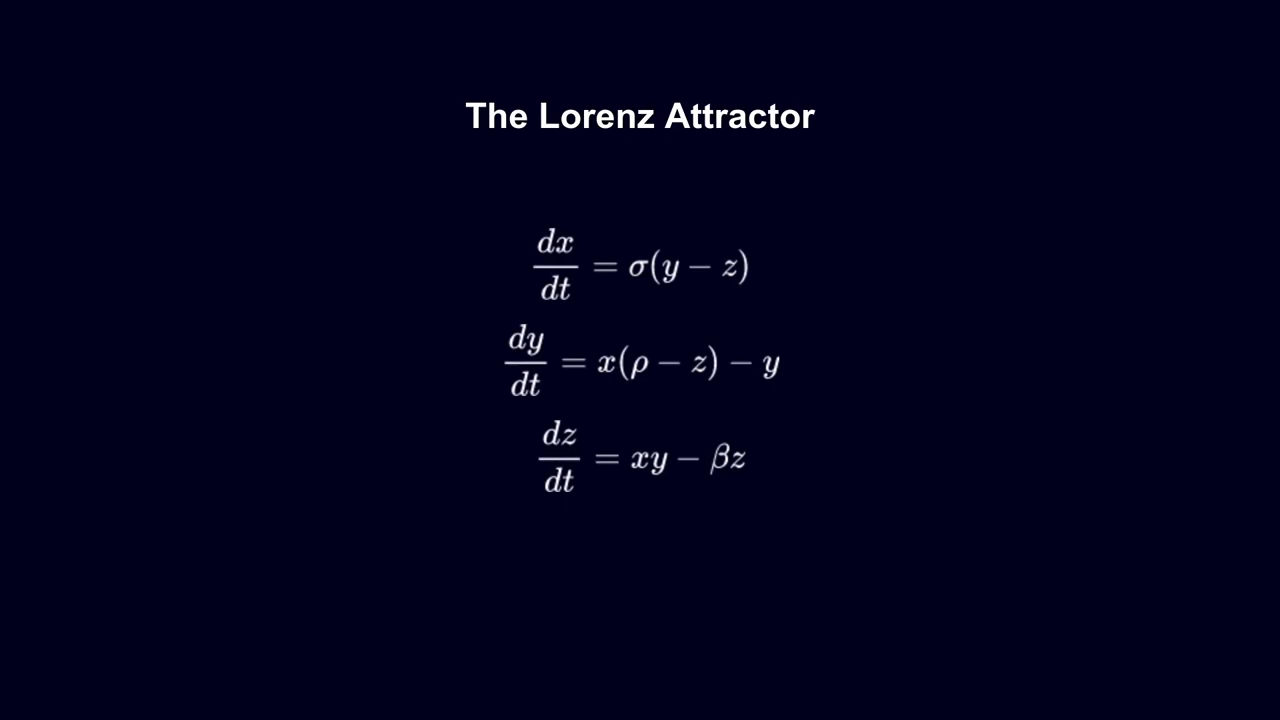 The Lorenz Attractor
dx/dt = σ(y − z)
dy/dt = x(ρ − z) − y
dz/dt = xy − βz